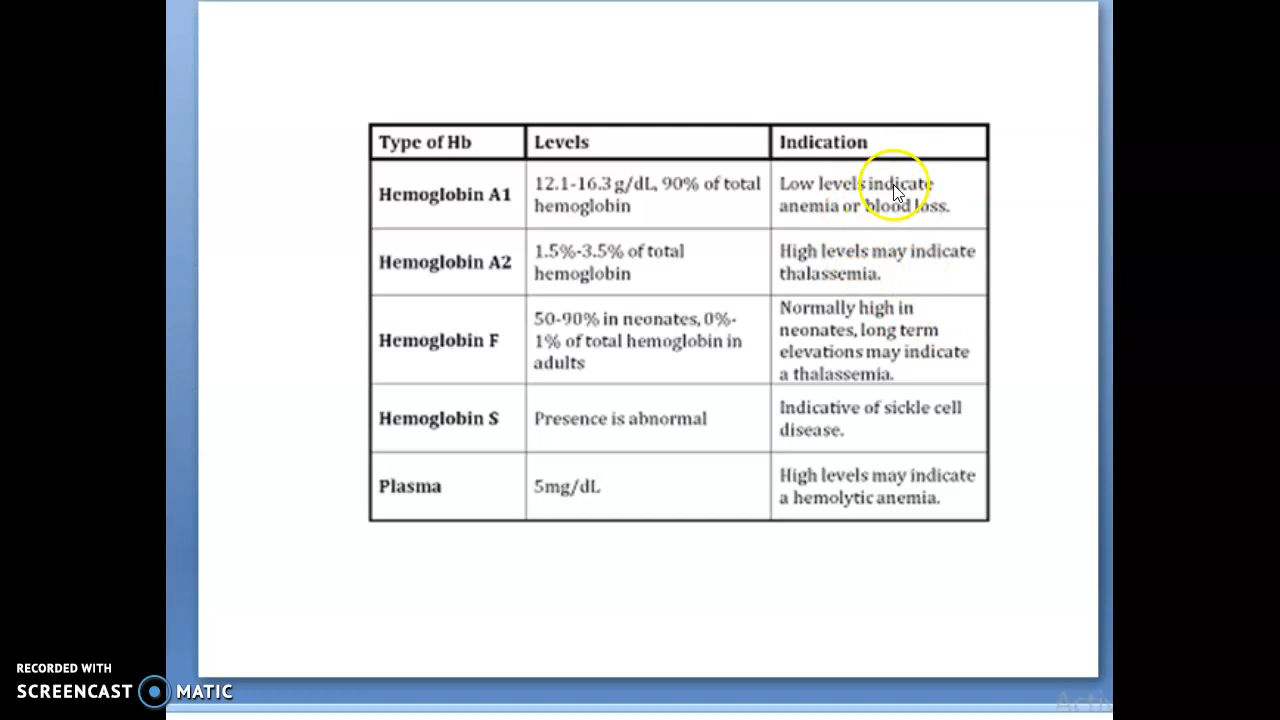 Type of Hb
Levels
Indication
Hemoglobin A1
12.1-16.3 g/dL, 90% of total
hemoglobin
Low levels indicate
anemia or blood loss.
Hemoglobin A2
1.5%-3.5% of total
hemoglobin
High levels may indicate
thalassemia.
Hemoglobin F
50-90% in neonates, 0%-
1% of total hemoglobin in
adults
Normally high in
neonates, long term
elevations may indicate
a thalassemia.
Hemoglobin S
Presence is abnormal
Indicative of sickle cell
disease.
Plasma
5mg/dL
High levels may indicate
a hemolytic anemia.
RECORDED WITH
SCREENCAST MATIC